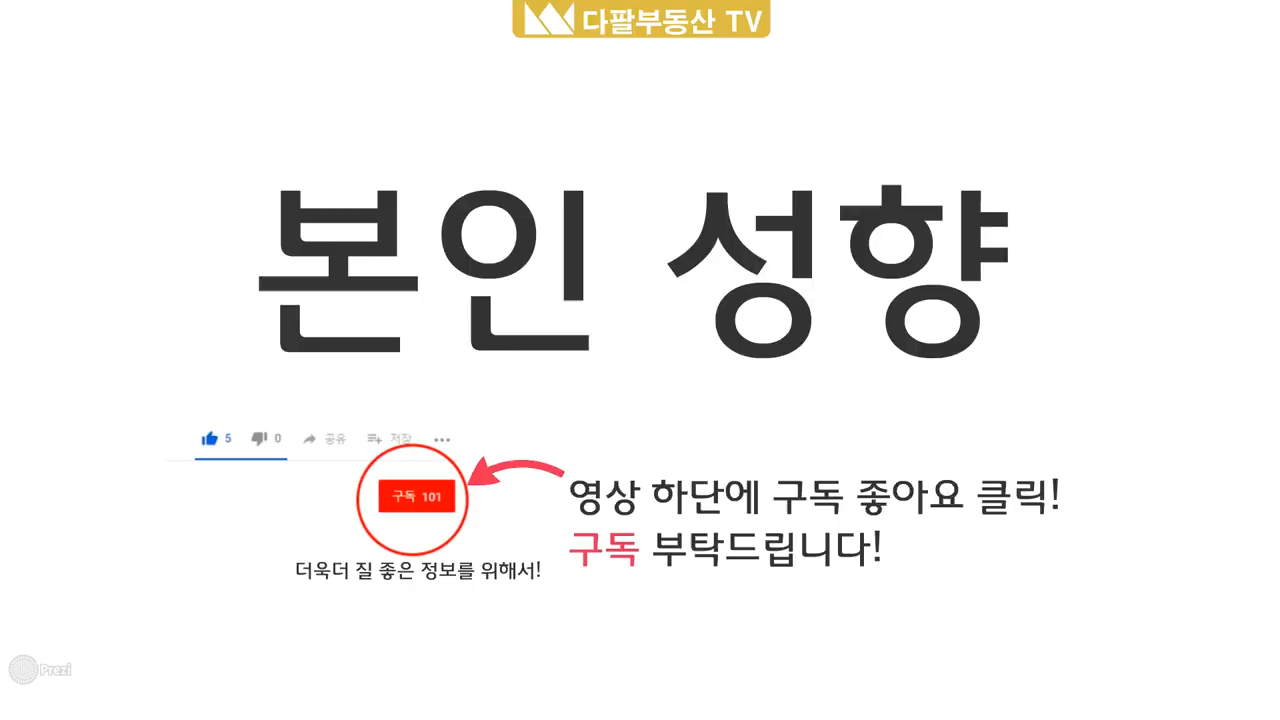 다팔부동산 TV
본인 성향
5 0 공유 저장
구독 101
영상 하단에 구독 좋아요 클릭!
구독 부탁드립니다!
더욱더 질 좋은 정보를 위해서!
Prezi